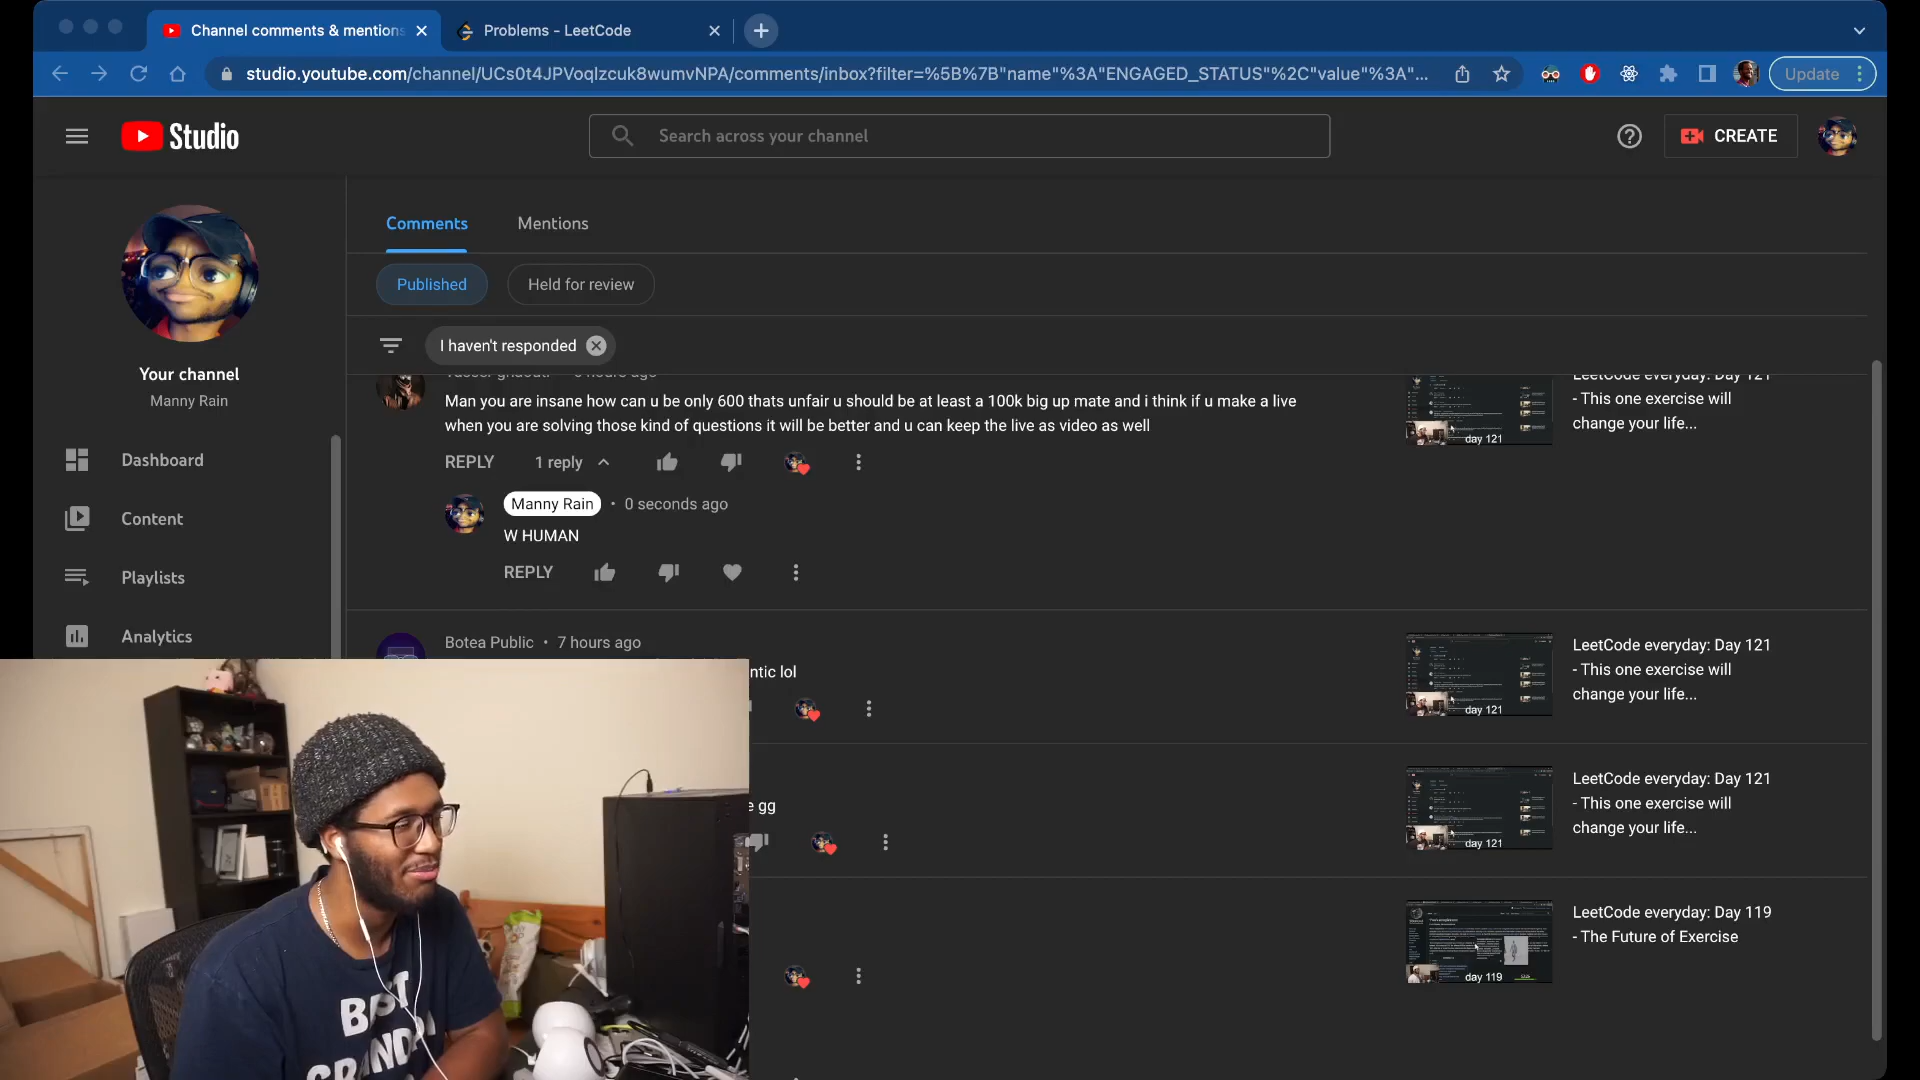 Channel comments & mentions
Problems - LeetCode
studio.youtube.com/channel/UCs0t4JPVoqlzcuk8wumvNPA/comments/inbox?filter=%5B%7B"name"%3A"ENGAGED_STATUS"%2C"value"%3A"...
Update
Studio
Search across your channel
CREATE
Comments
Mentions
Published
Held for review
I haven't responded
Your channel
Manny Rain
Dashboard
Content
Playlists
Analytics
hours ago
Man you are insane how can u be only 600 thats unfair u should be at least a 100k big up mate and i think if u make a live
when you are solving those kind of questions it will be better and u can keep the live as video as well
REPLY
1 reply
Manny Rain • 0 seconds ago
W HUMAN
REPLY
LeetCode everyday: Day 121
- This one exercise will
change your life...
day 121
Botea Public • 7 hours ago
ntic lol
LeetCode everyday: Day 121
- This one exercise will
change your life...
day 121
e gg
LeetCode everyday: Day 121
- This one exercise will
change your life...
day 121
LeetCode everyday: Day 119
- The Future of Exercise
day 119